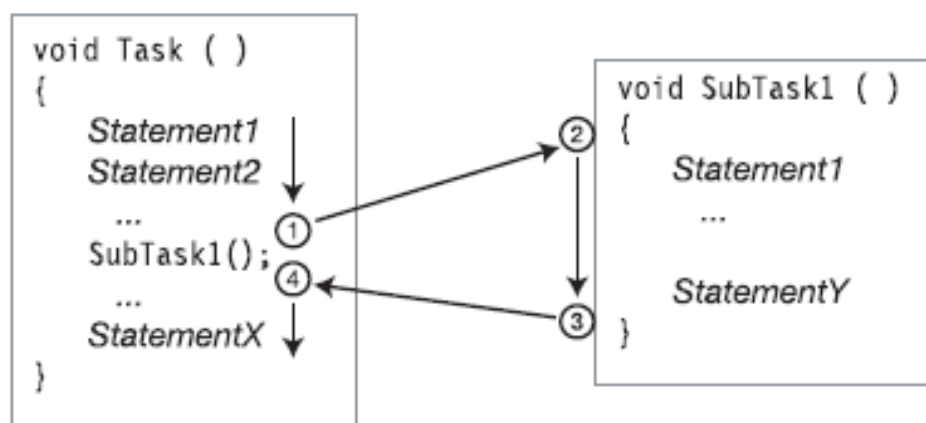 void Task ( )
{
Statement1
Statement2
...
1
SubTask1();
4
...
StatementX
}
void SubTask1 ( )
2
{
Statement1
...
StatementY
3
}